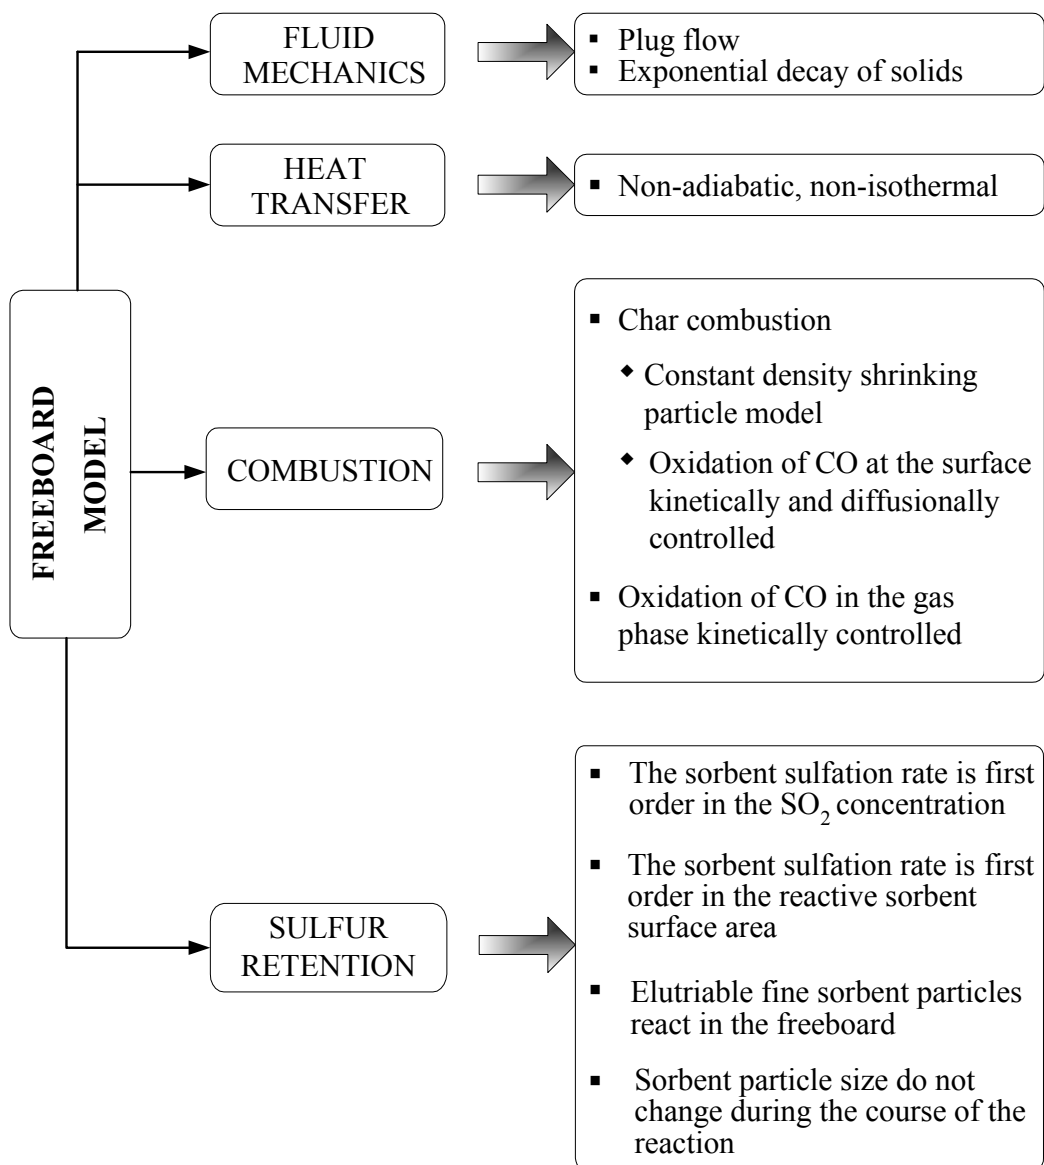 FLUID
MECHANICS
▪ Plug flow
▪ Exponential decay of solids
HEAT
TRANSFER
▪ Non-adiabatic, non-isothermal
FREEBOARD
MODEL
COMBUSTION
▪ Char combustion
◆ Constant density shrinking
particle model
◆ Oxidation of CO at the surface
kinetically and diffusionally
controlled
▪ Oxidation of CO in the gas
phase kinetically controlled
SULFUR
RETENTION
▪ The sorbent sulfation rate is first
order in the SO₂ concentration
▪ The sorbent sulfation rate is first
order in the reactive sorbent
surface area
▪ Elutriable fine sorbent particles
react in the freeboard
▪ Sorbent particle size do not
change during the course of the
reaction